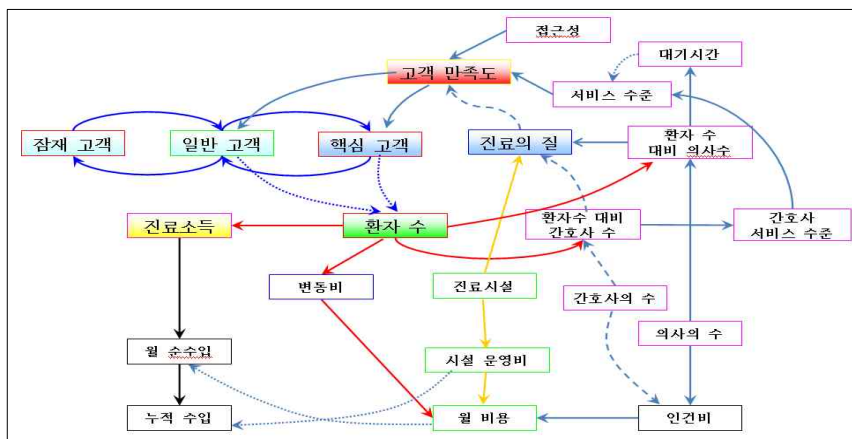 접근성
대기시간
고객 만족도
서비스 수준
잠재 고객
일반 고객
핵심 고객
진료의 질
환자 수
대비 의사수
진료소득
환자 수
환자수 대비
간호사 수
간호사
서비스 수준
변동비
진료시설
간호사의 수
의사의 수
월 순수입
시설 운영비
누적 수입
월 비용
인건비